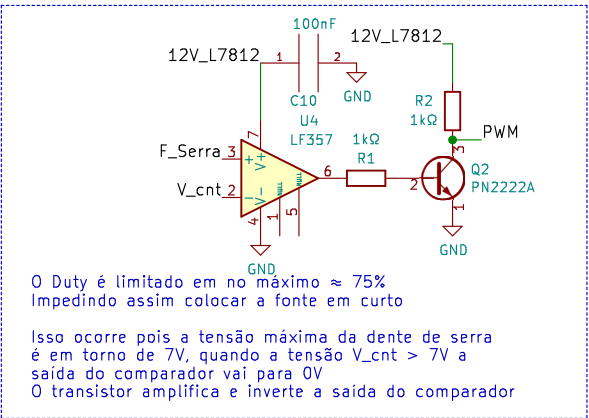 100nF
12V_L7812
12V_L7812
1
2
C10
GND
U4
LF357
R2
1kΩ
PWM
7
F_Serra
3
+
V+
NULL
NULL
1kΩ
R1
6
3
Q2
PN2222A
2
V_cnt
2
-
V-
4
1
5
1
GND
GND
O Duty é limitado em no máximo ≈ 75%
Impedindo assim colocar a fonte em curto
Isso ocorre pois a tensão máxima da dente de serra
é em torno de 7V, quando a tensão V_cnt > 7V a
saída do comparador vai para 0V
O transistor amplifica e inverte a saída do comparador